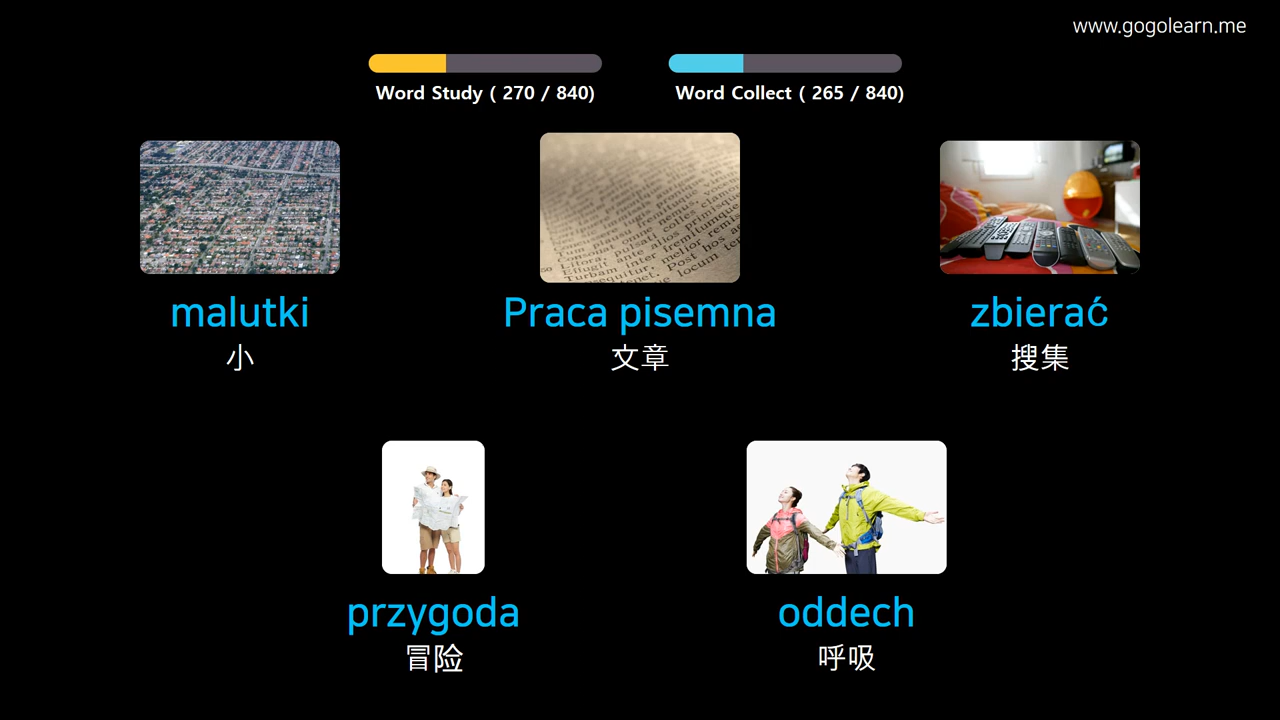 www.gogolearn.me
Word Study ( 270 / 840)
Word Collect ( 265 / 840)
malutki
小
Praca pisemna
文章
zbierać
搜集
przygoda
冒险
oddech
呼吸